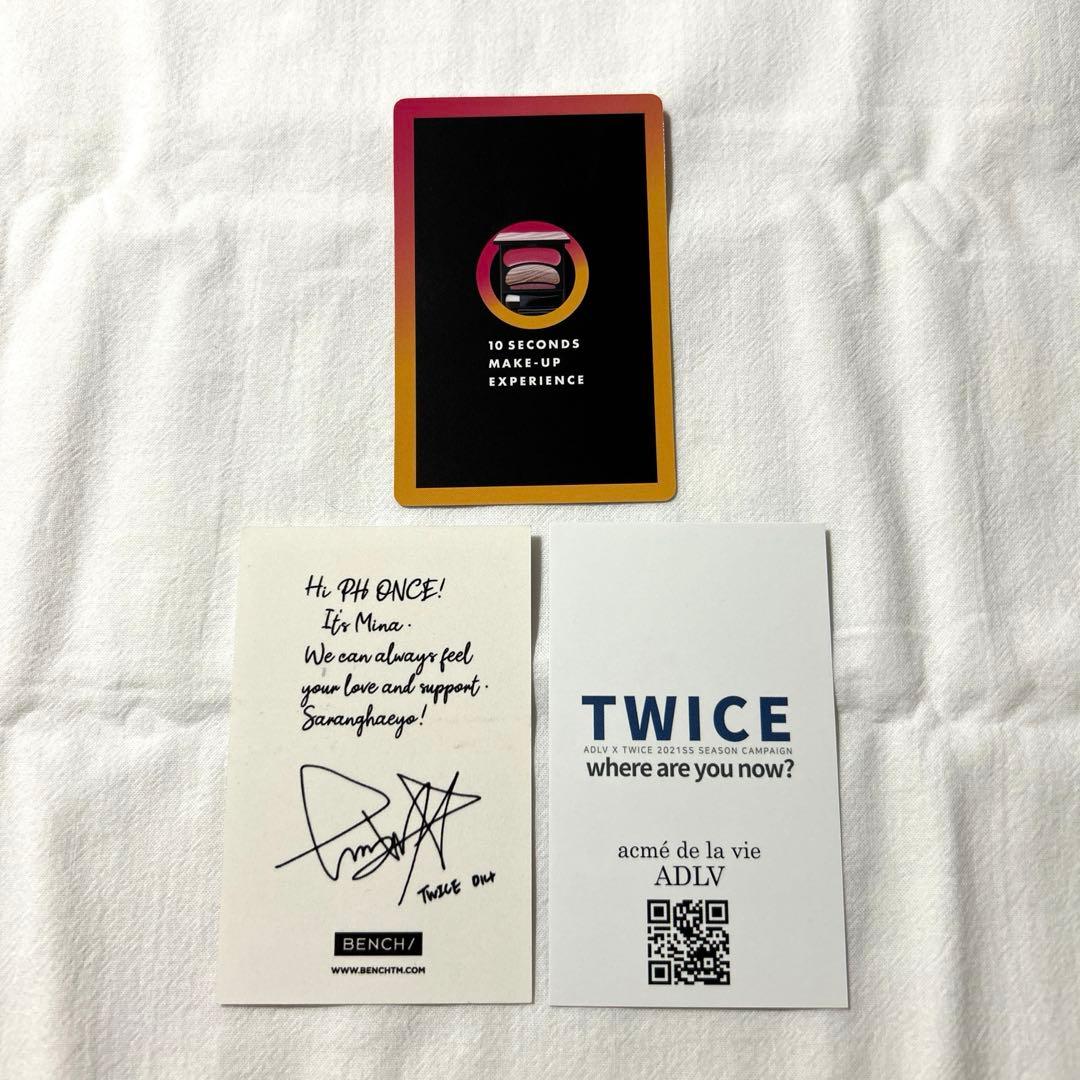 10 SECONDS
MAKE-UP
EXPERIENCE
Hi PH ONCE!
It's Mina.
We can always feel
your love and support.
Saranghaeyo!
TWICE 미나
BENCH/
WWW.BENCHTM.COM
TWICE
ADLV X TWICE 2021SS SEASON CAMPAIGN
where are you now?
acmé de la vie
ADLV